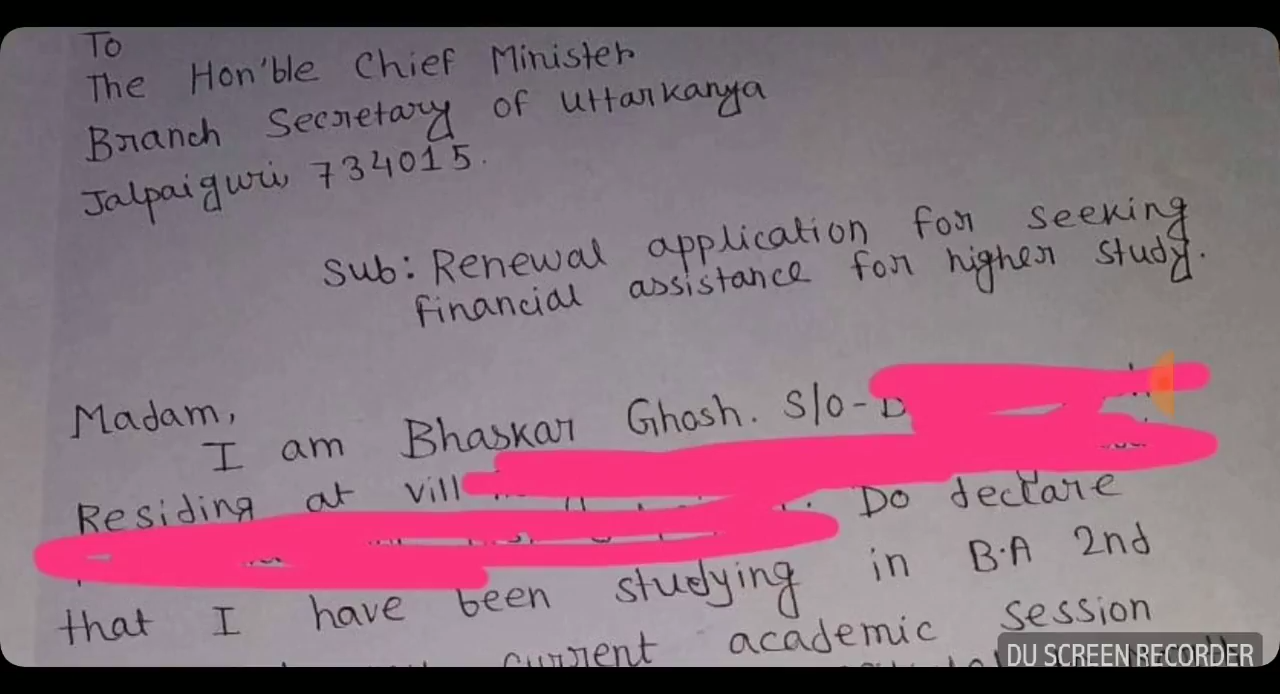 To
The Hon'ble Chief Minister
Branch Secretary of Uttarkanya
Jalpaiguri, 734015.
Sub: Renewal application for seeking
financial assistance for higher study.
Madam,
I am Bhaskar Ghosh. S/o-D
Residing at Vill
Do declare
that I have been studying in B.A 2nd
current academic session
DU SCREEN RECORDER